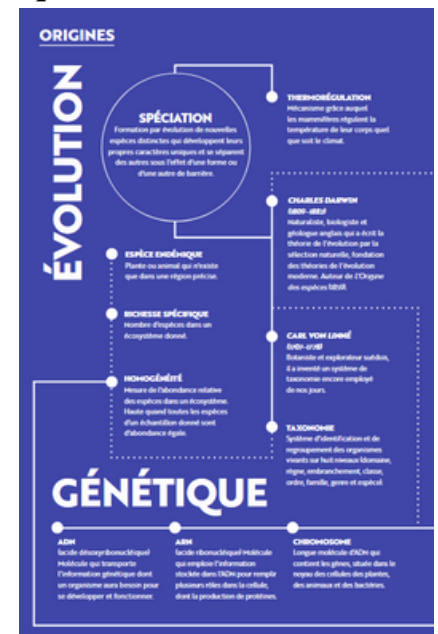 ORIGINES
ÉVOLUTION
SPÉCIATION
Formation par évolution de nouvelles
espèces distinctes qui développent leurs
propres caractères uniques et se séparent
des autres sous l'effet d'une forme ou
d'une autre de barrière.
THERMORÉGULATION
Mécanisme grâce auquel
les mammifères régulent la
température de leur corps quel
que soit le climat.
CHARLES DARWIN
(1809-1882)
Naturaliste, biologiste et
géologue anglais qui a écrit la
théorie de l'évolution par la
sélection naturelle, fondation
des théories de l'évolution
moderne. Auteur de L'Origine
des espèces
ESPÈCE ENDÉMIQUE
Plante ou animal qui n'existe
que dans une région précise.
RICHESSE SPÉCIFIQUE
Nombre d'espèces dans un
écosystème donné.
HOMOGÉNÉITÉ
Mesure de l'abondance relative
des espèces dans un écosystème.
Haute quand toutes les espèces
d'un échantillon donné sont
d'abondance égale.
CARL VON LINNÉ
(1707-1778)
Botaniste et explorateur suédois,
il a inventé un système de
taxonomie encore employé
de nos jours.
TAXONOMIE
Système d'identification et de
regroupement des organismes
vivants sur huit niveaux (domaine,
règne, embranchement, classe,
ordre, famille, genre et espèce).
GÉNÉTIQUE
ADN
(acide désoxyribonucléique)
Molécule qui transporte
l'information génétique dont
un organisme aura besoin pour
se développer et fonctionner.
ARN
(acide ribonucléique) Molécule
qui emploie l'information
stockée dans l'ADN pour remplir
plusieurs rôles dans la cellule,
dont la production de protéines.
CHROMOSOME
Longue molécule d'ADN qui
contient les gènes, située dans le
noyau des cellules des plantes,
des animaux et des bactéries.